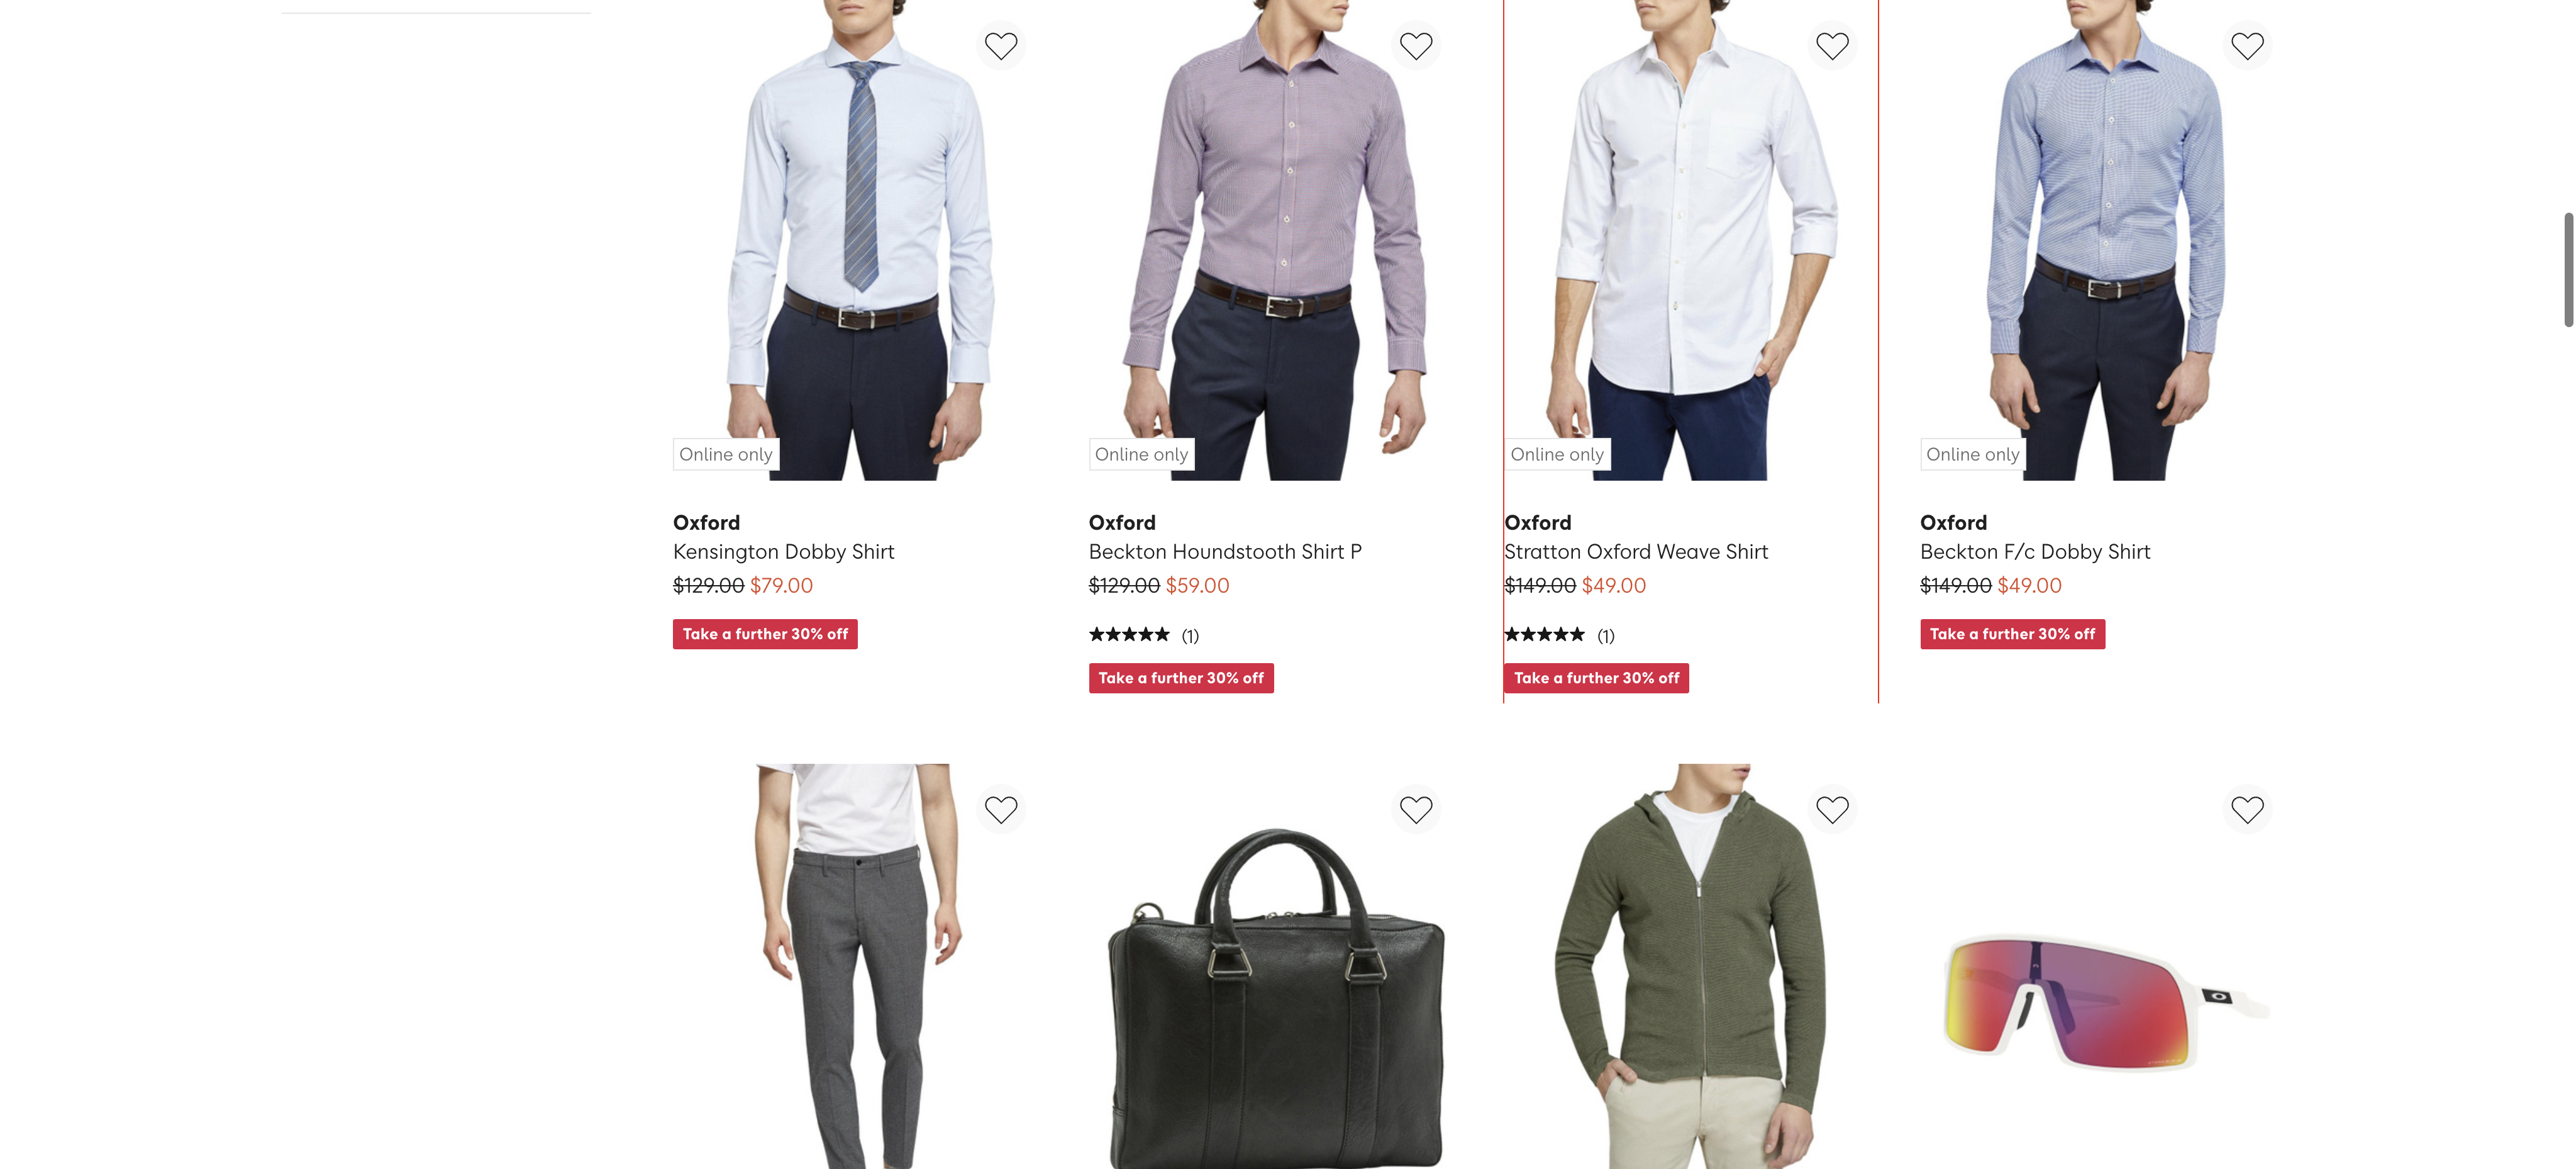 Online only
Oxford
Kensington Dobby Shirt
$129.00 $79.00
Take a further 30% off
Online only
Oxford
Beckton Houndstooth Shirt P
$129.00 $59.00
★★★★★ (1)
Take a further 30% off
Online only
Oxford
Stratton Oxford Weave Shirt
$149.00 $49.00
★★★★★ (1)
Take a further 30% off
Online only
Oxford
Beckton F/c Dobby Shirt
$149.00 $49.00
Take a further 30% off